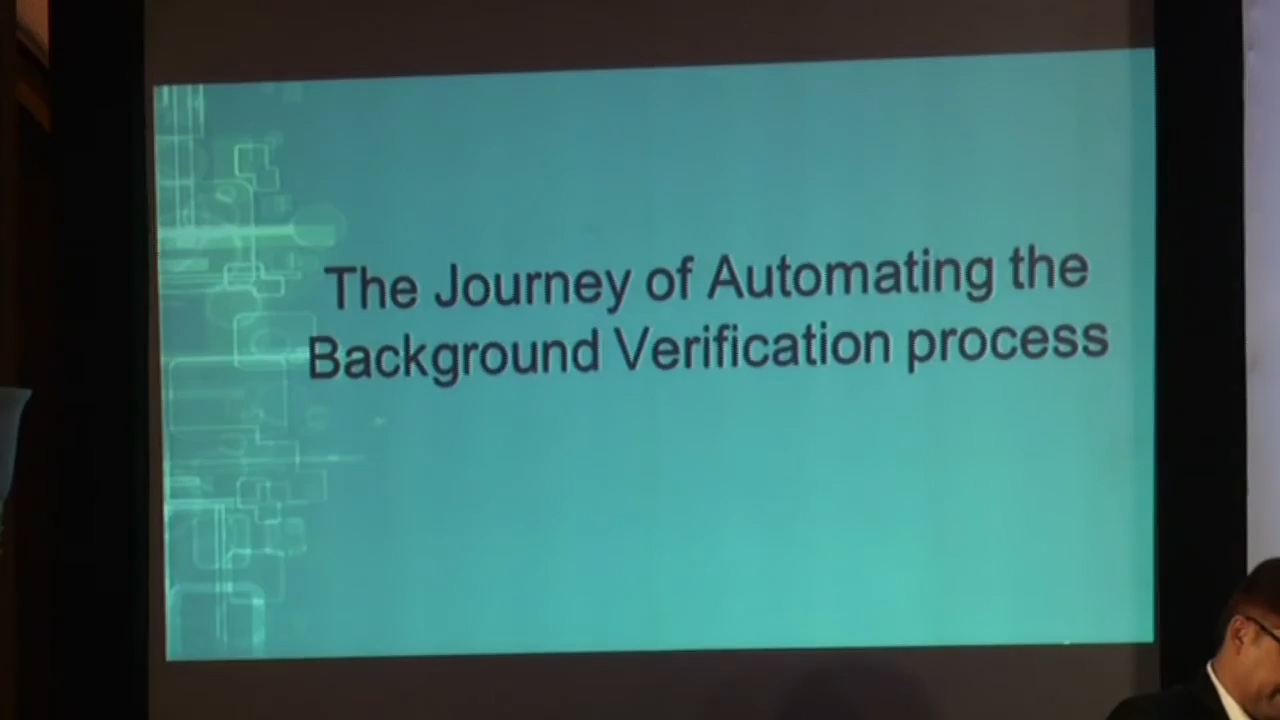 The Journey of Automating the
Background Verification process